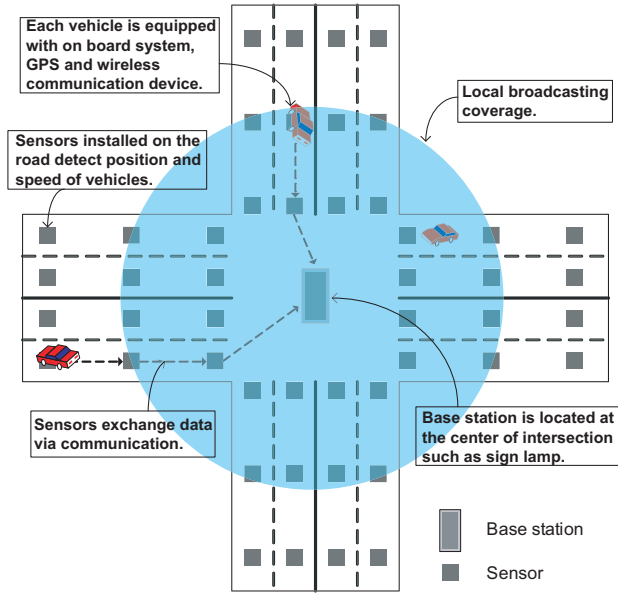 Each vehicle is equipped
with on board system,
GPS and wireless
communication device.
Local broadcasting
coverage.
Sensors installed on the
road detect position and
speed of vehicles.
Sensors exchange data
via communication.
Base station is located at
the center of intersection
such as sign lamp.
Base station
Sensor